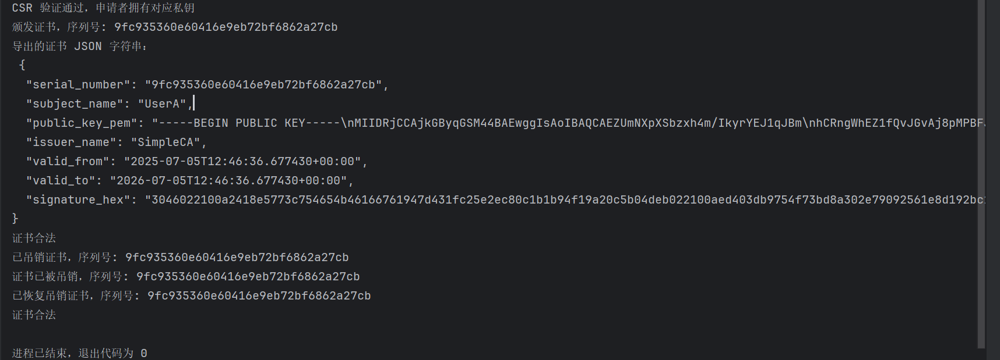 CSR 验证通过，申请者拥有对应私钥
颁发证书，序列号: 9fc935360e60416e9eb72bf6862a27cb
导出的证书 JSON 字符串:
{
"serial_number": "9fc935360e60416e9eb72bf6862a27cb",
"subject_name": "UserA",
"public_key_pem": "-----BEGIN PUBLIC KEY-----\nMIIDRjCCAjkGByqGSM44BAEwggIsAoIBAQCAEZUmNXpXSbzxh4m/IkyrYEJ1qJBm\nhCRngWhEZ1fQvJGvAj8pMPBF
"issuer_name": "SimpleCA",
"valid_from": "2025-07-05T12:46:36.677430+00:00",
"valid_to": "2026-07-05T12:46:36.677430+00:00",
"signature_hex": "3046022100a2418e5773c754654b46166761947d431fc25e2ec80c1b1b94f19a20c5b04deb022100aed403db9754f73bd8a302e79092561e8d192bc
}
证书合法
已吊销证书，序列号: 9fc935360e60416e9eb72bf6862a27cb
证书已被吊销，序列号: 9fc935360e60416e9eb72bf6862a27cb
已恢复吊销证书，序列号: 9fc935360e60416e9eb72bf6862a27cb
证书合法
进程已结束，退出代码为 0